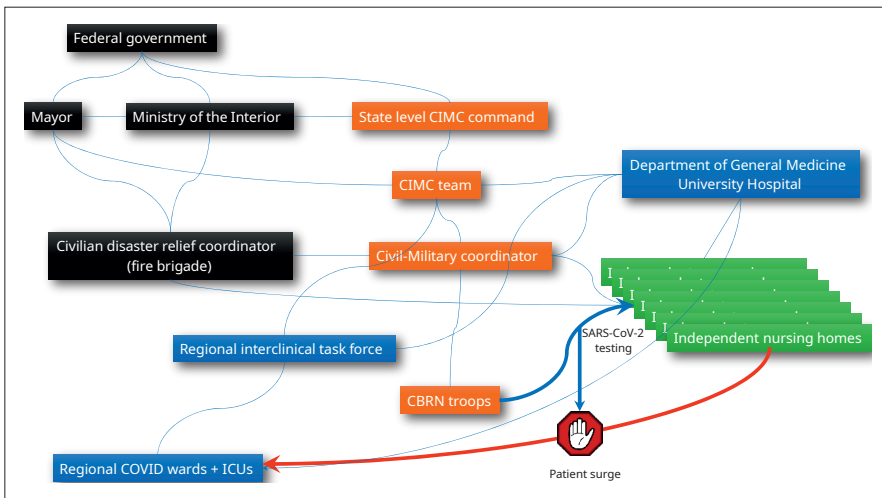 Federal government
Mayor
Ministry of the Interior
State level CIMC command
Department of General Medicine
University Hospital
CIMC team
Civilian disaster relief coordinator
(fire brigade)
Civil-Military coordinator
SARS-CoV-2
testing
Independent nursing homes
Regional interclinical task force
CBRN troops
Regional COVID wards + ICUs
Patient surge